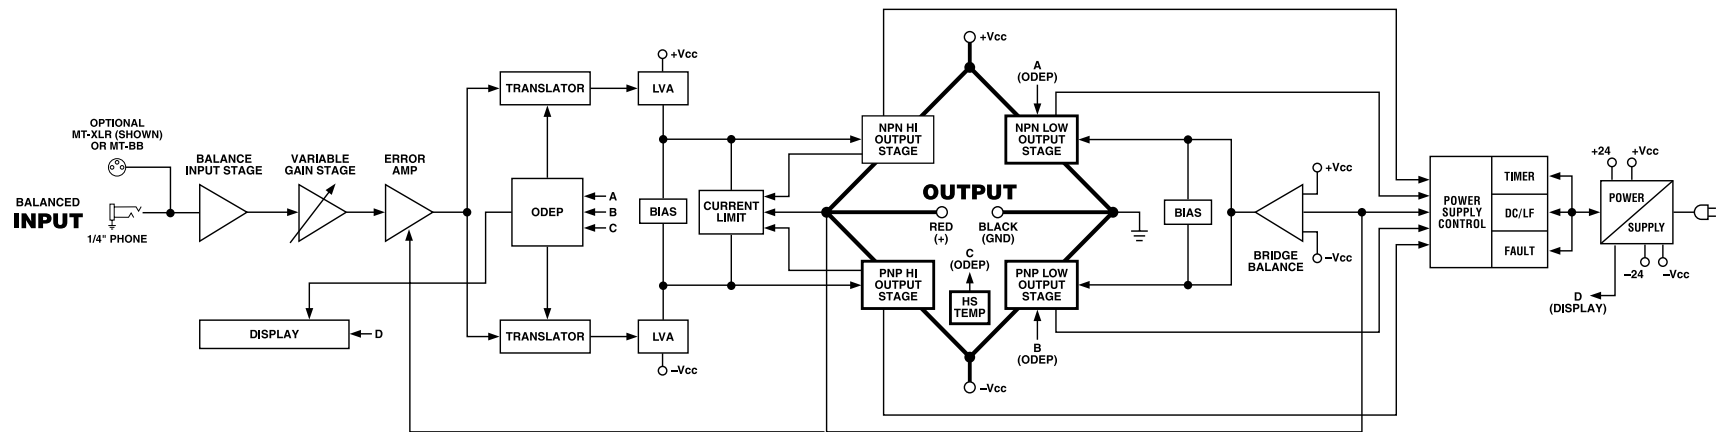 OPTIONAL
MT-XLR (SHOWN)
OR MT-BB
BALANCED
INPUT
1/4" PHONE
BALANCE
INPUT STAGE
VARIABLE
GAIN STAGE
ERROR
AMP
TRANSLATOR
ODEP
A
B
C
TRANSLATOR
DISPLAY
D
+Vcc
LVA
BIAS
LVA
–Vcc
CURRENT
LIMIT
+Vcc
NPN HI
OUTPUT
STAGE
A
(ODEP)
NPN LOW
OUTPUT
STAGE
OUTPUT
RED
(+)
BLACK
(GND)
PNP HI
OUTPUT
STAGE
C
(ODEP)
HS
TEMP
PNP LOW
OUTPUT
STAGE
B
(ODEP)
–Vcc
BIAS
+Vcc
BRIDGE
BALANCE
–Vcc
POWER
SUPPLY
CONTROL
TIMER
DC/LF
FAULT
+24
+Vcc
POWER
SUPPLY
–24
–Vcc
D
(DISPLAY)